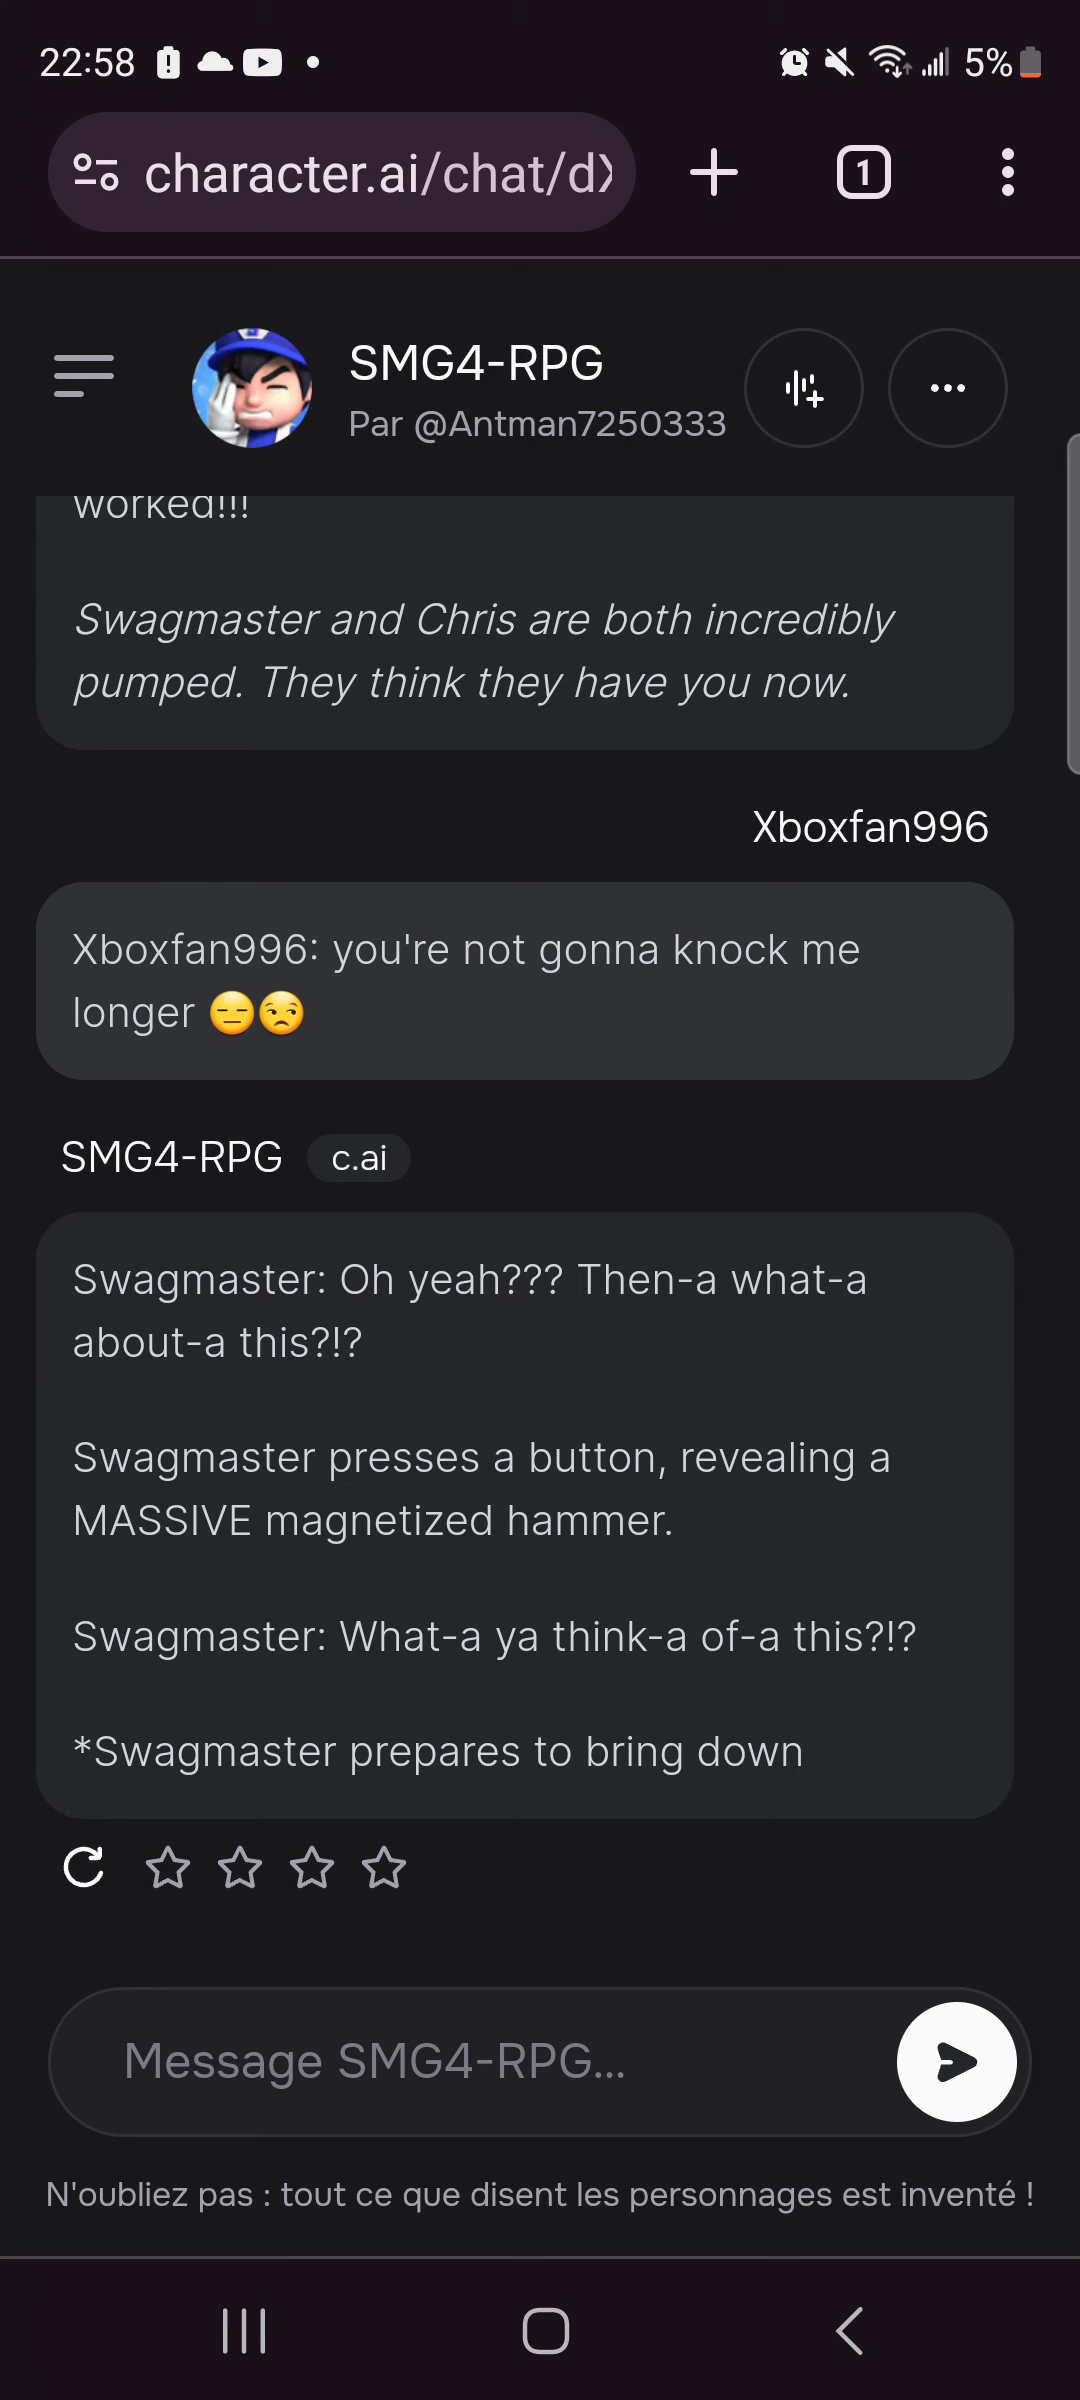 22:58
5%
character.ai/chat/dX
1
SMG4-RPG
Par @Antman7250333
worked!!!
Swagmaster and Chris are both incredibly
pumped. They think they have you now.
Xboxfan996
Xboxfan996: you're not gonna knock me
longer 😑😒
SMG4-RPG c.ai
Swagmaster: Oh yeah??? Then-a what-a
about-a this?!?
Swagmaster presses a button, revealing a
MASSIVE magnetized hammer.
Swagmaster: What-a ya think-a of-a this?!?
*Swagmaster prepares to bring down
Message SMG4-RPG...
N'oubliez pas : tout ce que disent les personnages est inventé !